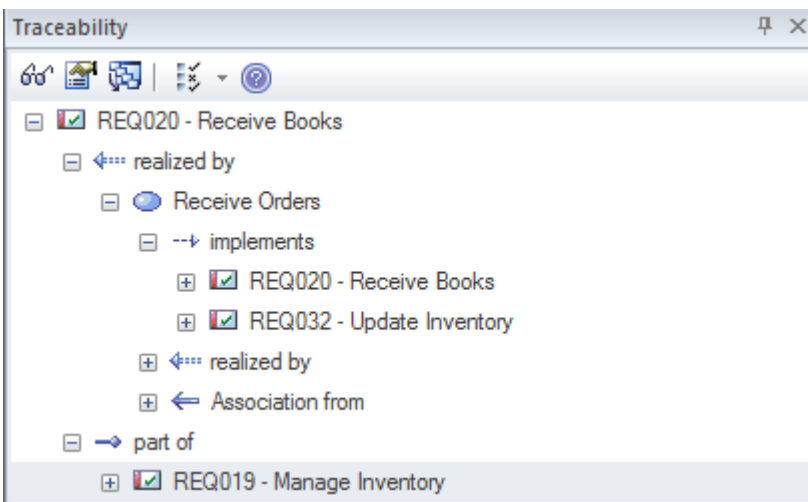 Traceability
REQ020 - Receive Books
realized by
Receive Orders
implements
REQ020 - Receive Books
REQ032 - Update Inventory
realized by
Association from
part of
REQ019 - Manage Inventory